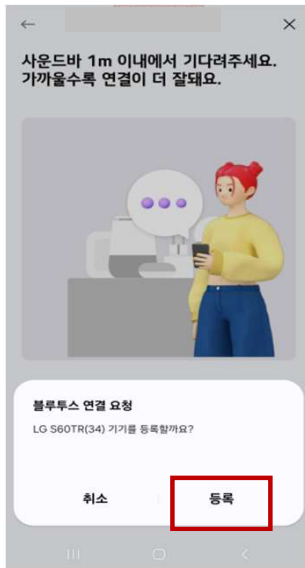 사운드바 1m 이내에서 기다려주세요.
가까울수록 연결이 더 잘돼요.
블루투스 연결 요청
LG S60TR(34) 기기를 등록할까요?
취소
등록